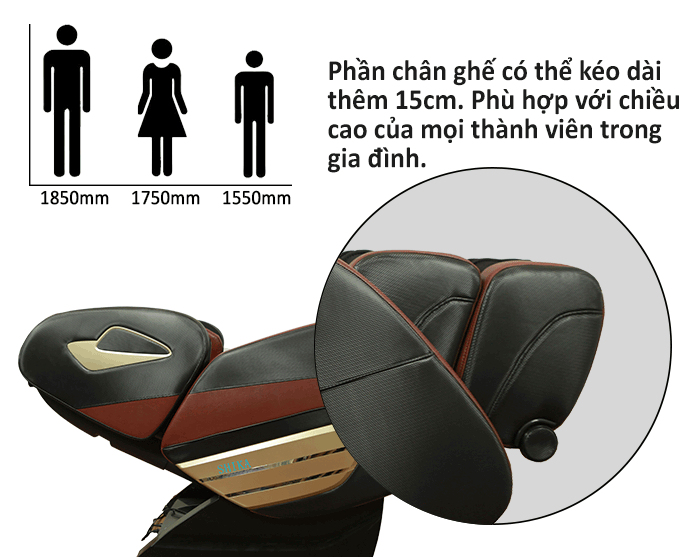 Phần chân ghế có thể kéo dài
thêm 15cm. Phù hợp với chiều
cao của mọi thành viên trong
gia đình.
1850mm 1750mm 1550mm